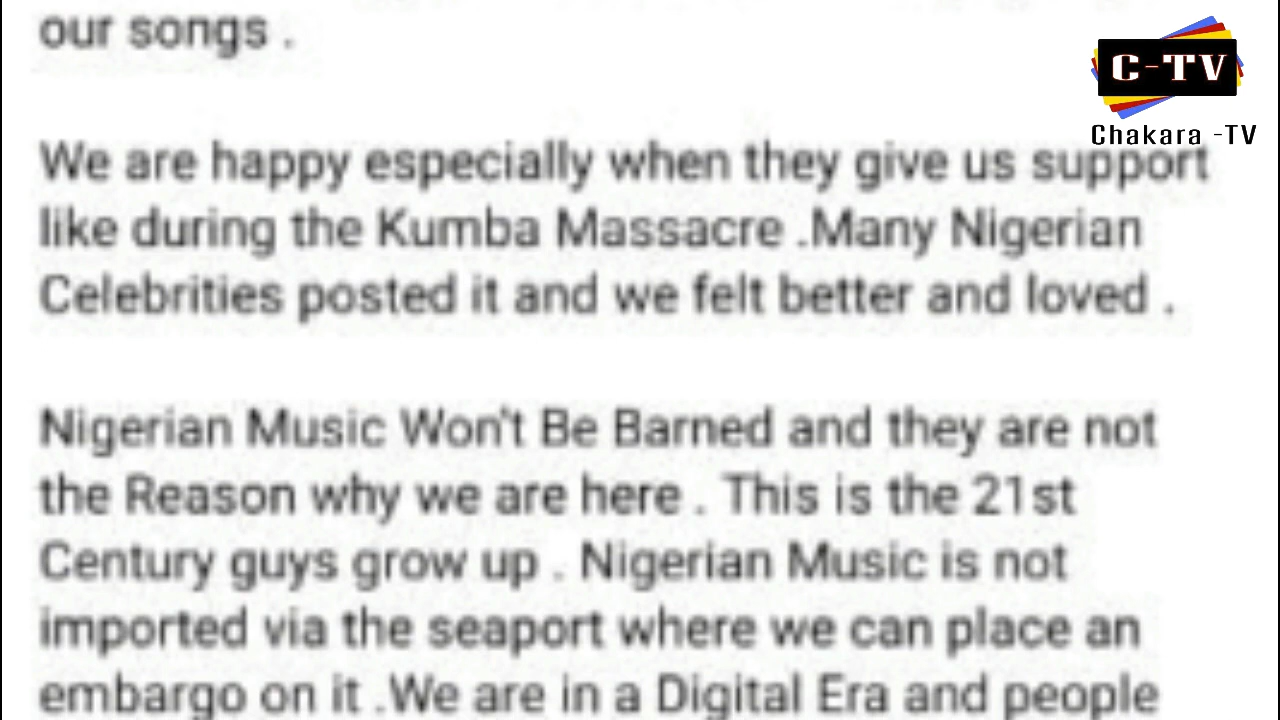 our songs .
C-TV
Chakara -TV
We are happy especially when they give us support
like during the Kumba Massacre .Many Nigerian
Celebrities posted it and we felt better and loved .
Nigerian Music Won't Be Barned and they are not
the Reason why we are here . This is the 21st
Century guys grow up . Nigerian Music is not
imported via the seaport where we can place an
embargo on it .We are in a Digital Era and people